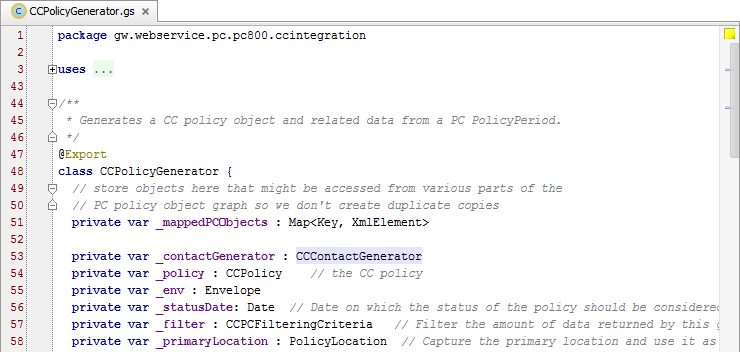 CCPolicyGenerator.gs
1 package gw.webservice.pc.pc800.ccintegration
2
3 uses ...
43
44 /**
45 * Generates a CC policy object and related data from a PC PolicyPeriod.
46 */
47 @Export
48 class CCPolicyGenerator {
49 // store objects here that might be accessed from various parts of the
50 // PC policy object graph so we don't create duplicate copies
51 private var _mappedPCObjects : Map<Key, XmlElement>
52
53 private var _contactGenerator : CCContactGenerator
54 private var _policy : CCPolicy // the CC policy
55 private var _env : Envelope
56 private var _statusDate: Date // Date on which the status of the policy should be considered
57 private var _filter : CCPCFilteringCriteria // Filter the amount of data returned by this g
58 private var _primaryLocation : PolicyLocation // Capture the primary location and use it as